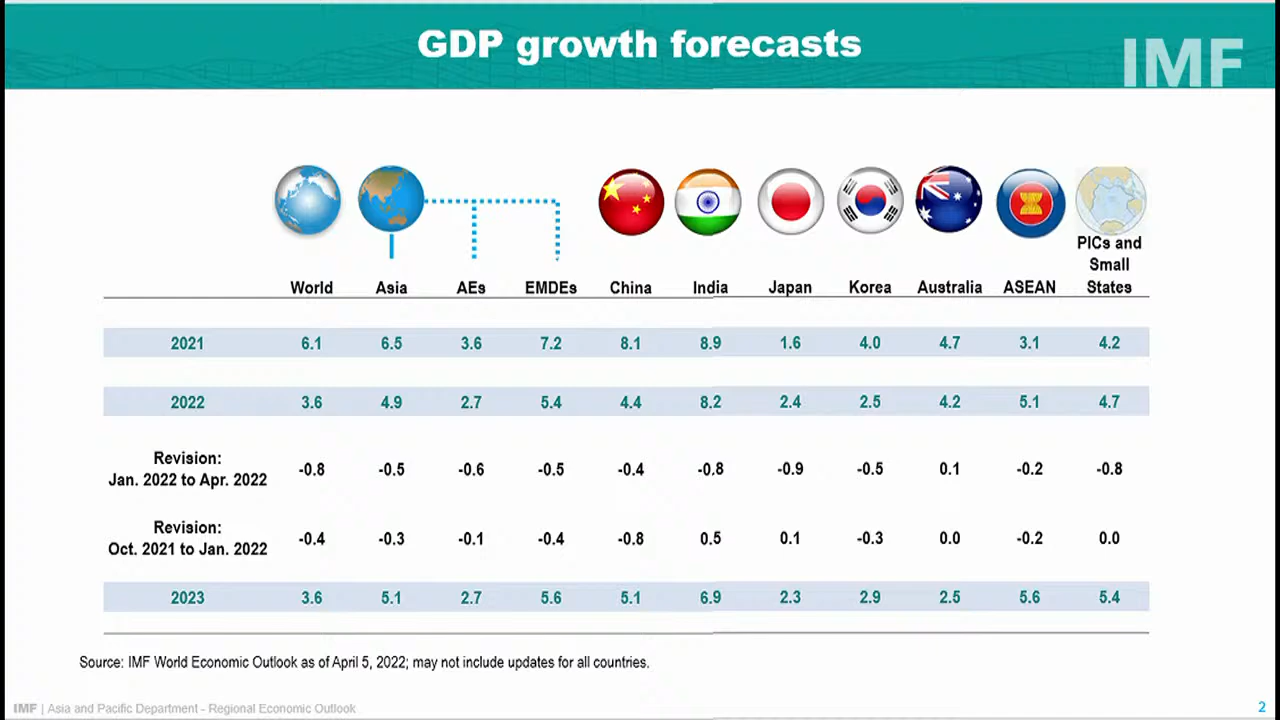 GDP growth forecasts
IMF
World Asia AEs EMDEs China India Japan Korea Australia ASEAN PICs and Small States
2021 6.1 6.5 3.6 7.2 8.1 8.9 1.6 4.0 4.7 3.1 4.2
2022 3.6 4.9 2.7 5.4 4.4 8.2 2.4 2.5 4.2 5.1 4.7
Revision:
Jan. 2022 to Apr. 2022 -0.8 -0.5 -0.6 -0.5 -0.4 -0.8 -0.9 -0.5 0.1 -0.2 -0.8
Revision:
Oct. 2021 to Jan. 2022 -0.4 -0.3 -0.1 -0.4 -0.8 0.5 0.1 -0.3 0.0 -0.2 0.0
2023 3.6 5.1 2.7 5.6 5.1 6.9 2.3 2.9 2.5 5.6 5.4
Source: IMF World Economic Outlook as of April 5, 2022; may not include updates for all countries.
IMF | Asia and Pacific Department - Regional Economic Outlook
2